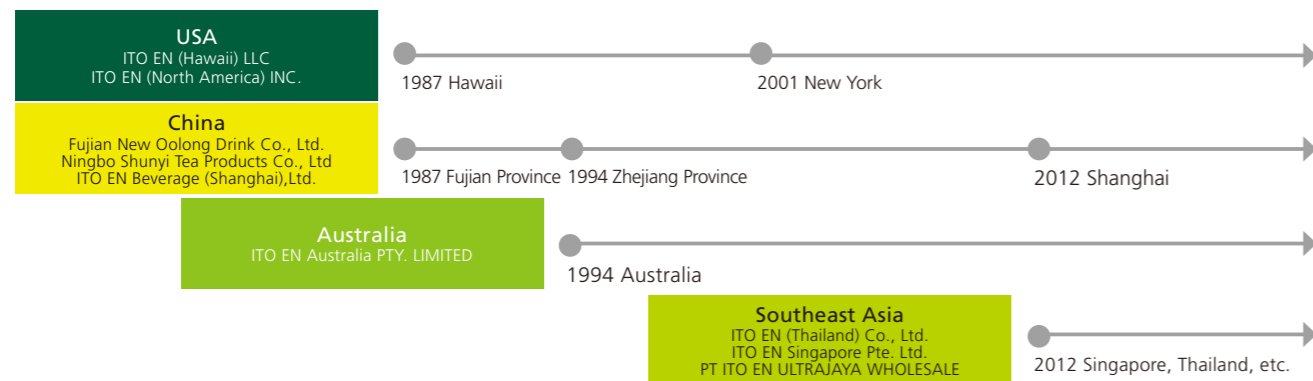 USA
ITO EN (Hawaii) LLC
ITO EN (North America) INC.
1987 Hawaii
2001 New York
China
Fujian New Oolong Drink Co., Ltd.
Ningbo Shunyi Tea Products Co., Ltd
ITO EN Beverage (Shanghai),Ltd.
1987 Fujian Province
1994 Zhejiang Province
2012 Shanghai
Australia
ITO EN Australia PTY. LIMITED
1994 Australia
Southeast Asia
ITO EN (Thailand) Co., Ltd.
ITO EN Singapore Pte. Ltd.
PT ITO EN ULTRAJAYA WHOLESALE
2012 Singapore, Thailand, etc.